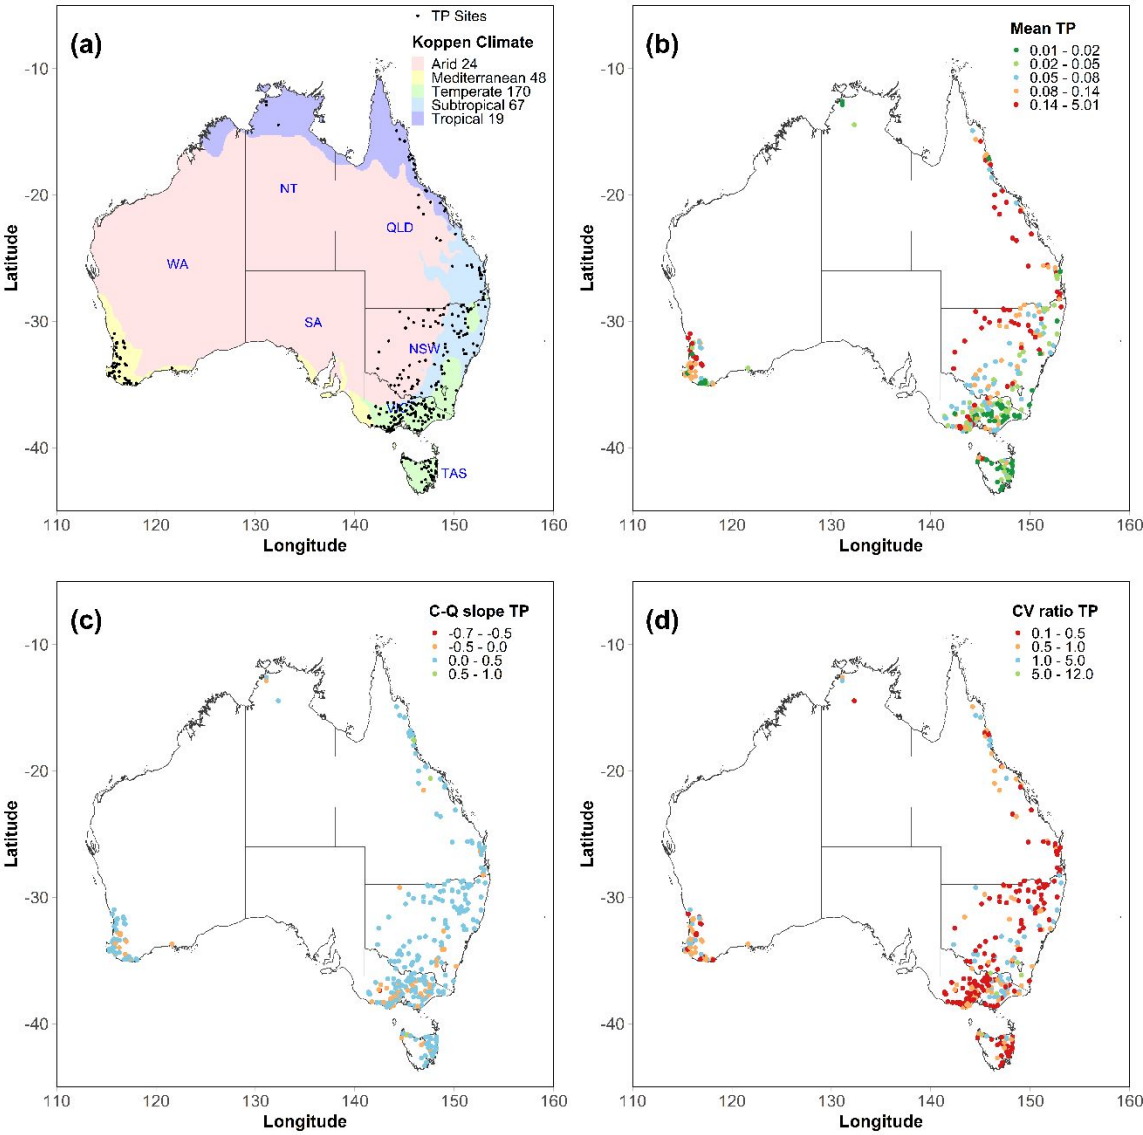 (a)
TP Sites
Koppen Climate
Arid 24
Mediterranean 48
Temperate 170
Subtropical 67
Tropical 19
NT
QLD
WA
SA
NSW
TAS
-10
-20
-30
-40
Latitude
110 120 130 140 150 160
Longitude
(b)
Mean TP
0.01 - 0.02
0.02 - 0.05
0.05 - 0.08
0.08 - 0.14
0.14 - 5.01
-10
-20
-30
-40
Latitude
110 120 130 140 150 160
Longitude
(c)
C-Q slope TP
-0.7 - -0.5
-0.5 - 0.0
0.0 - 0.5
0.5 - 1.0
-10
-20
-30
-40
Latitude
110 120 130 140 150 160
Longitude
(d)
CV ratio TP
0.1 - 0.5
0.5 - 1.0
1.0 - 5.0
5.0 - 12.0
-10
-20
-30
-40
Latitude
110 120 130 140 150 160
Longitude